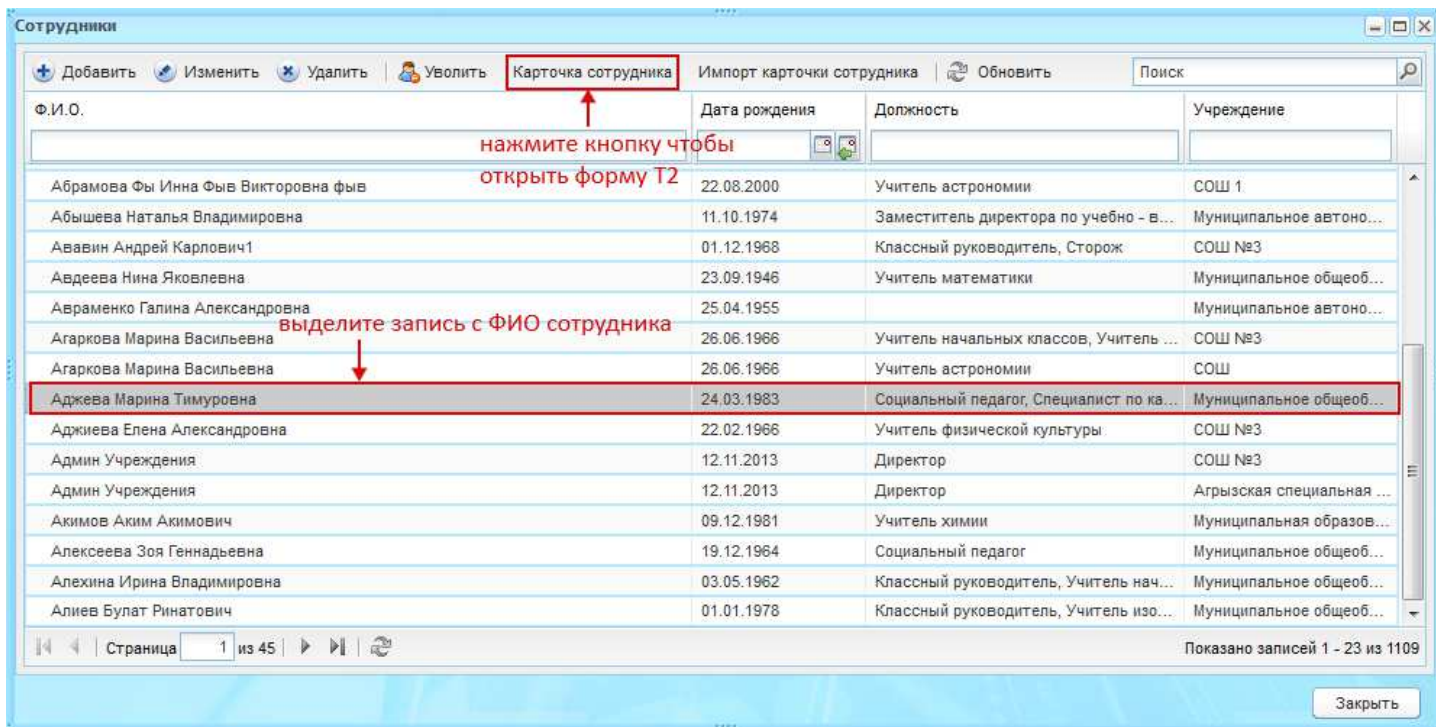 Сотрудники
Добавить Изменить Удалить Уволить Карточка сотрудника Импорт карточки сотрудника Обновить Поиск
Ф.И.О. Дата рождения Должность Учреждение
нажмите кнопку чтобы
открыть форму Т2
Абрамова Фы Инна Фыв Викторовна фыв 22.08.2000 Учитель астрономии СОШ 1
Абышева Наталья Владимировна 11.10.1974 Заместитель директора по учебно - в... Муниципальное автоно...
Ававин Андрей Карлович1 01.12.1968 Классный руководитель, Сторож СОШ №3
Авдеева Нина Яковлевна 23.09.1946 Учитель математики Муниципальное общеоб...
Авраменко Галина Александровна 25.04.1955 Муниципальное автоно...
выделите запись с ФИО сотрудника
Агаркова Марина Васильевна 26.06.1966 Учитель начальных классов, Учитель ... СОШ №3
Агаркова Марина Васильевна 26.06.1966 Учитель астрономии СОШ
Аджева Марина Тимуровна 24.03.1983 Социальный педагог, Специалист по ка... Муниципальное общеоб...
Аджиева Елена Александровна 22.02.1966 Учитель физической культуры СОШ №3
Админ Учреждения 12.11.2013 Директор СОШ №3
Админ Учреждения 12.11.2013 Директор Агрызская специальная ...
Акимов Аким Акимович 09.12.1981 Учитель химии Муниципальная образов...
Алексеева Зоя Геннадьевна 19.12.1964 Социальный педагог Муниципальное общеоб...
Алехина Ирина Владимировна 03.05.1962 Классный руководитель, Учитель нач... Муниципальное общеоб...
Алиев Булат Ринатович 01.01.1978 Классный руководитель, Учитель изо... Муниципальное общеоб...
Страница 1 из 45 Показано записей 1 - 23 из 1109
Закрыть